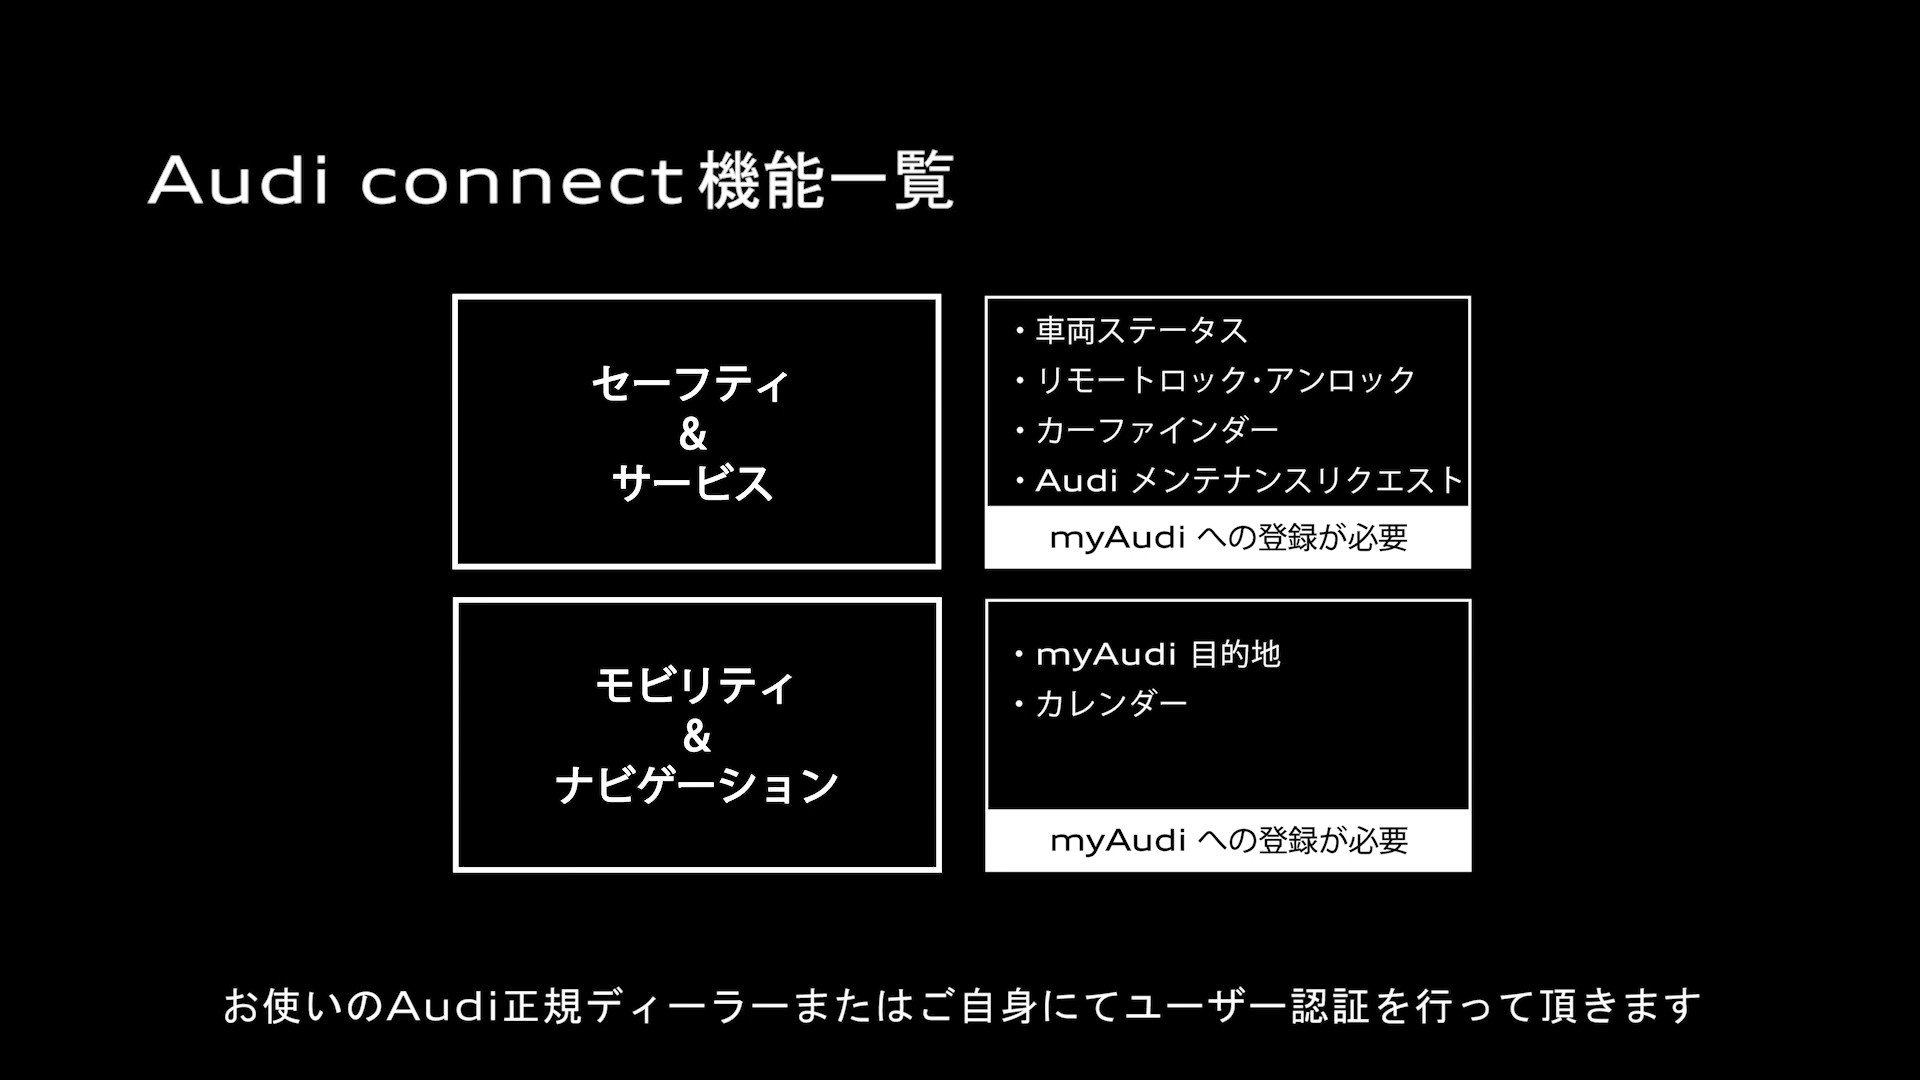 Audi connect機能一覧
セーフティ
&
サービス
・車両ステータス
・リモートロック・アンロック
・カーファインダー
・Audi メンテナンスリクエスト
myAudi への登録が必要
モビリティ
&
ナビゲーション
・myAudi 目的地
・カレンダー
myAudi への登録が必要
お使いのAudi正規ディーラーまたはご自身にてユーザー認証を行って頂きます